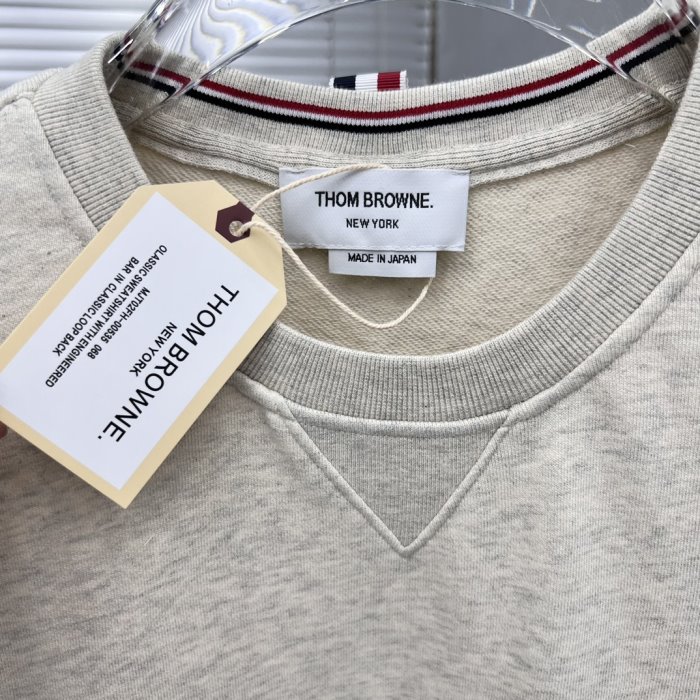 THOM BROWNE.
NEW YORK
MADE IN JAPAN
THOM BROWNE.
NEW YORK
MJT02FH-00535 068
CLASSIC SWEATSHIRT WITH ENGINEERED
BAR IN CLASSIC LOOP BACK